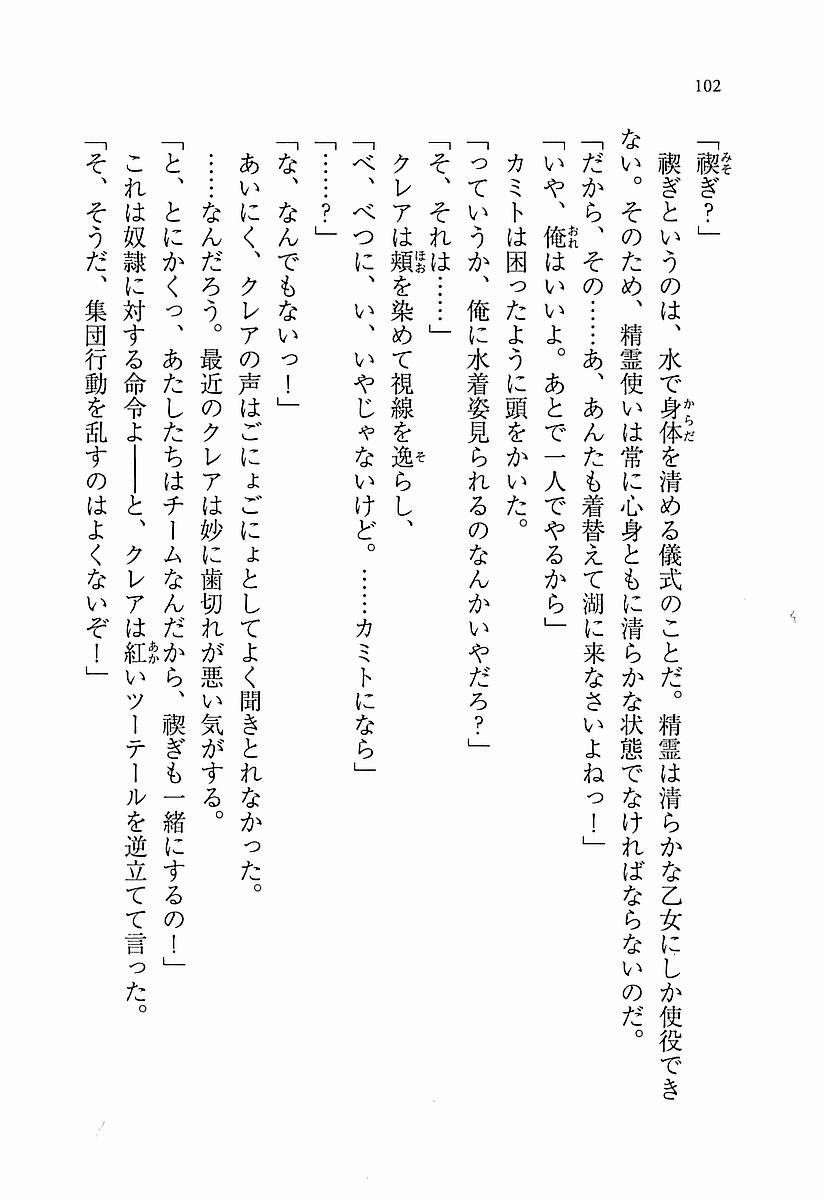 102
「禊ぎ？」
禊ぎというのは、水で身体を清める儀式のことだ。精霊は清らかな乙女にしか使役でき
ない。そのため、精霊使いは常に心身ともに清らかな状態でなければならないのだ。
「だから、その……あ、あんたも着替えて湖に来なさいよねっ！」
「いや、俺はいいよ。あとで一人でやるから」
カミトは困ったように頭をかいた。
「っていうか、俺に水着姿見られるのなんかいやだろ？」
「そ、それは……」
クレアは頬を染めて視線を逸らし、
「べ、べつに、い、いやじゃないけど。……カミトになら」
「……？」
「な、なんでもないっ！」
あいにく、クレアの声はごにょごにょとしてよく聞きとれなかった。
……なんだろう。最近のクレアは妙に歯切れが悪い気がする。
「と、とにかくっ、あたしたちはチームなんだから、禊ぎも一緒にするの！」
これは奴隷に対する命令よ――と、クレアは紅いツーテールを逆立てて言った。
「そ、そうだ、集団行動を乱すのはよくないぞ！」